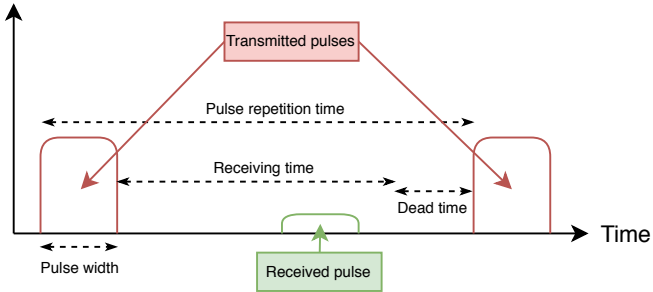 Transmitted pulses
Pulse repetition time
Receiving time
Dead time
Time
Pulse width
Received pulse